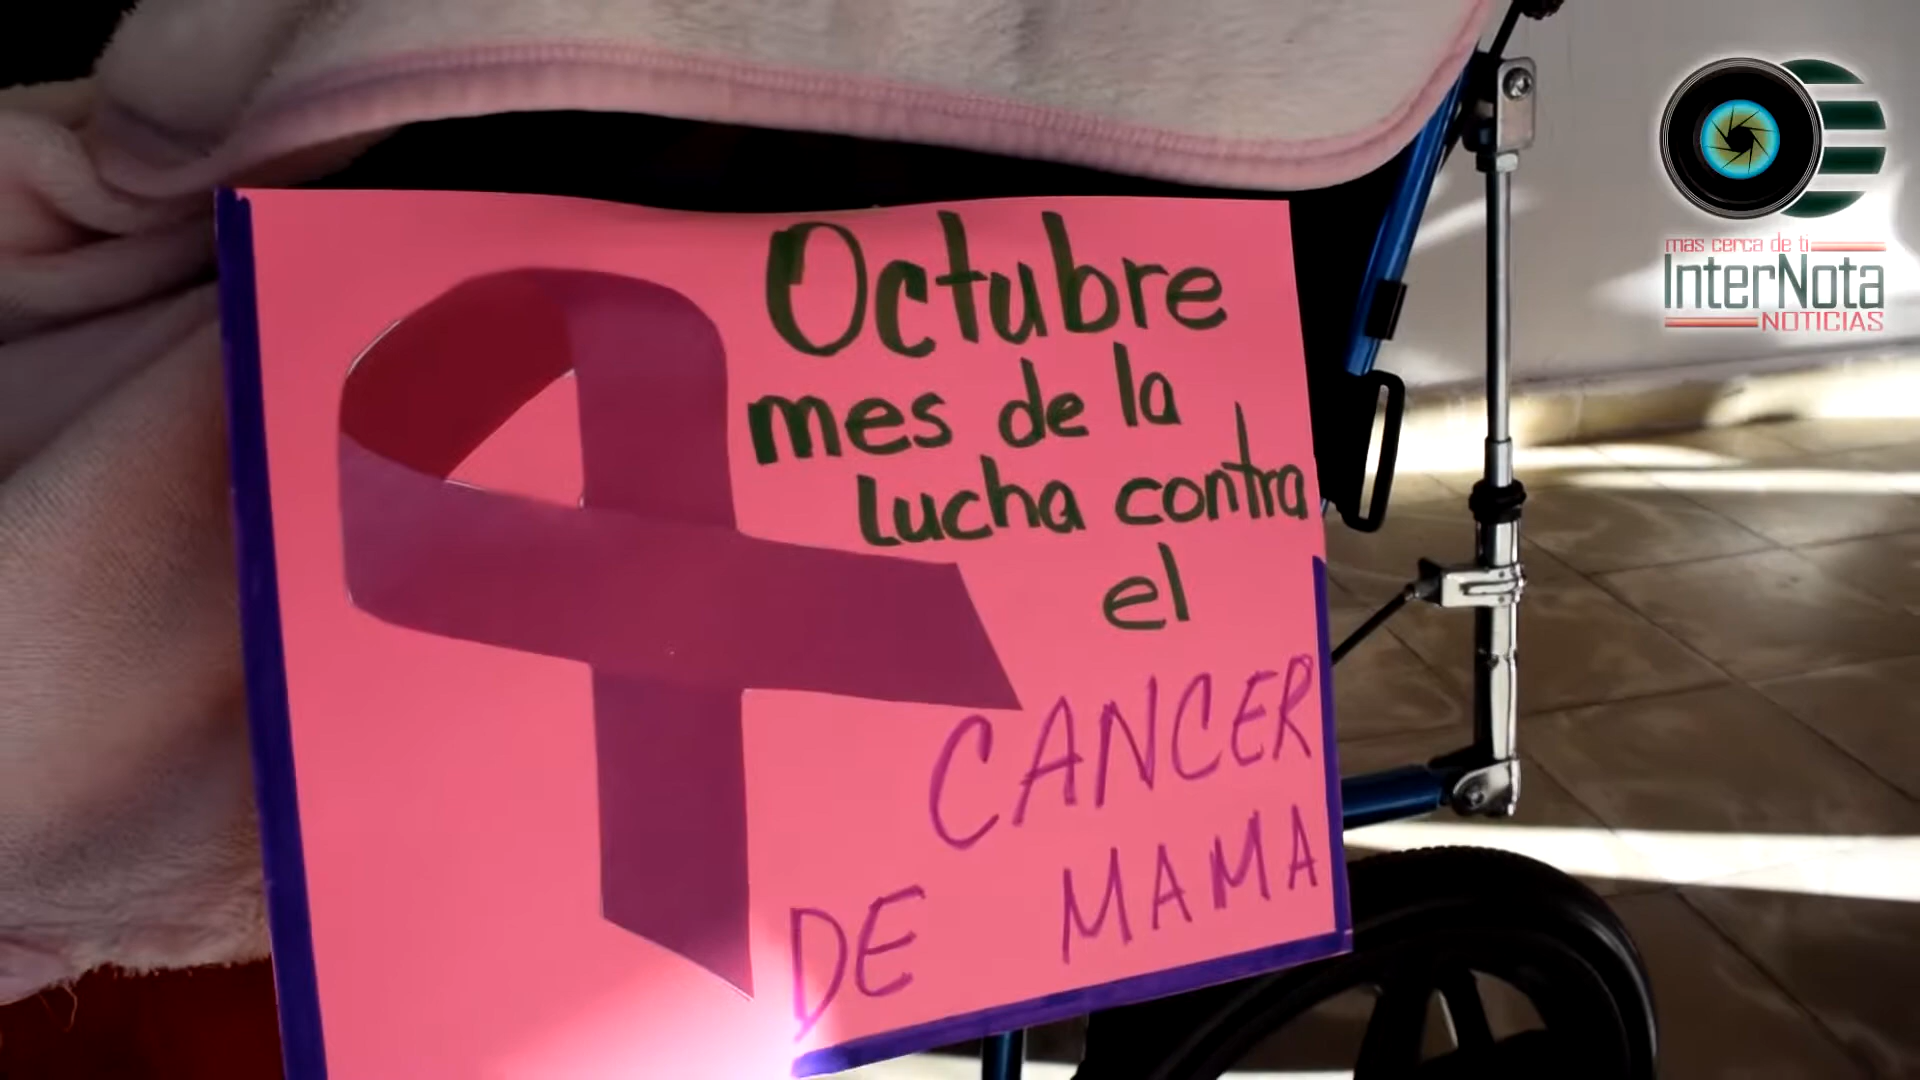 Octubre
mes de la
lucha contra
el
CANCER
DE MAMA
mas cerca de ti
InterNota
NOTICIAS